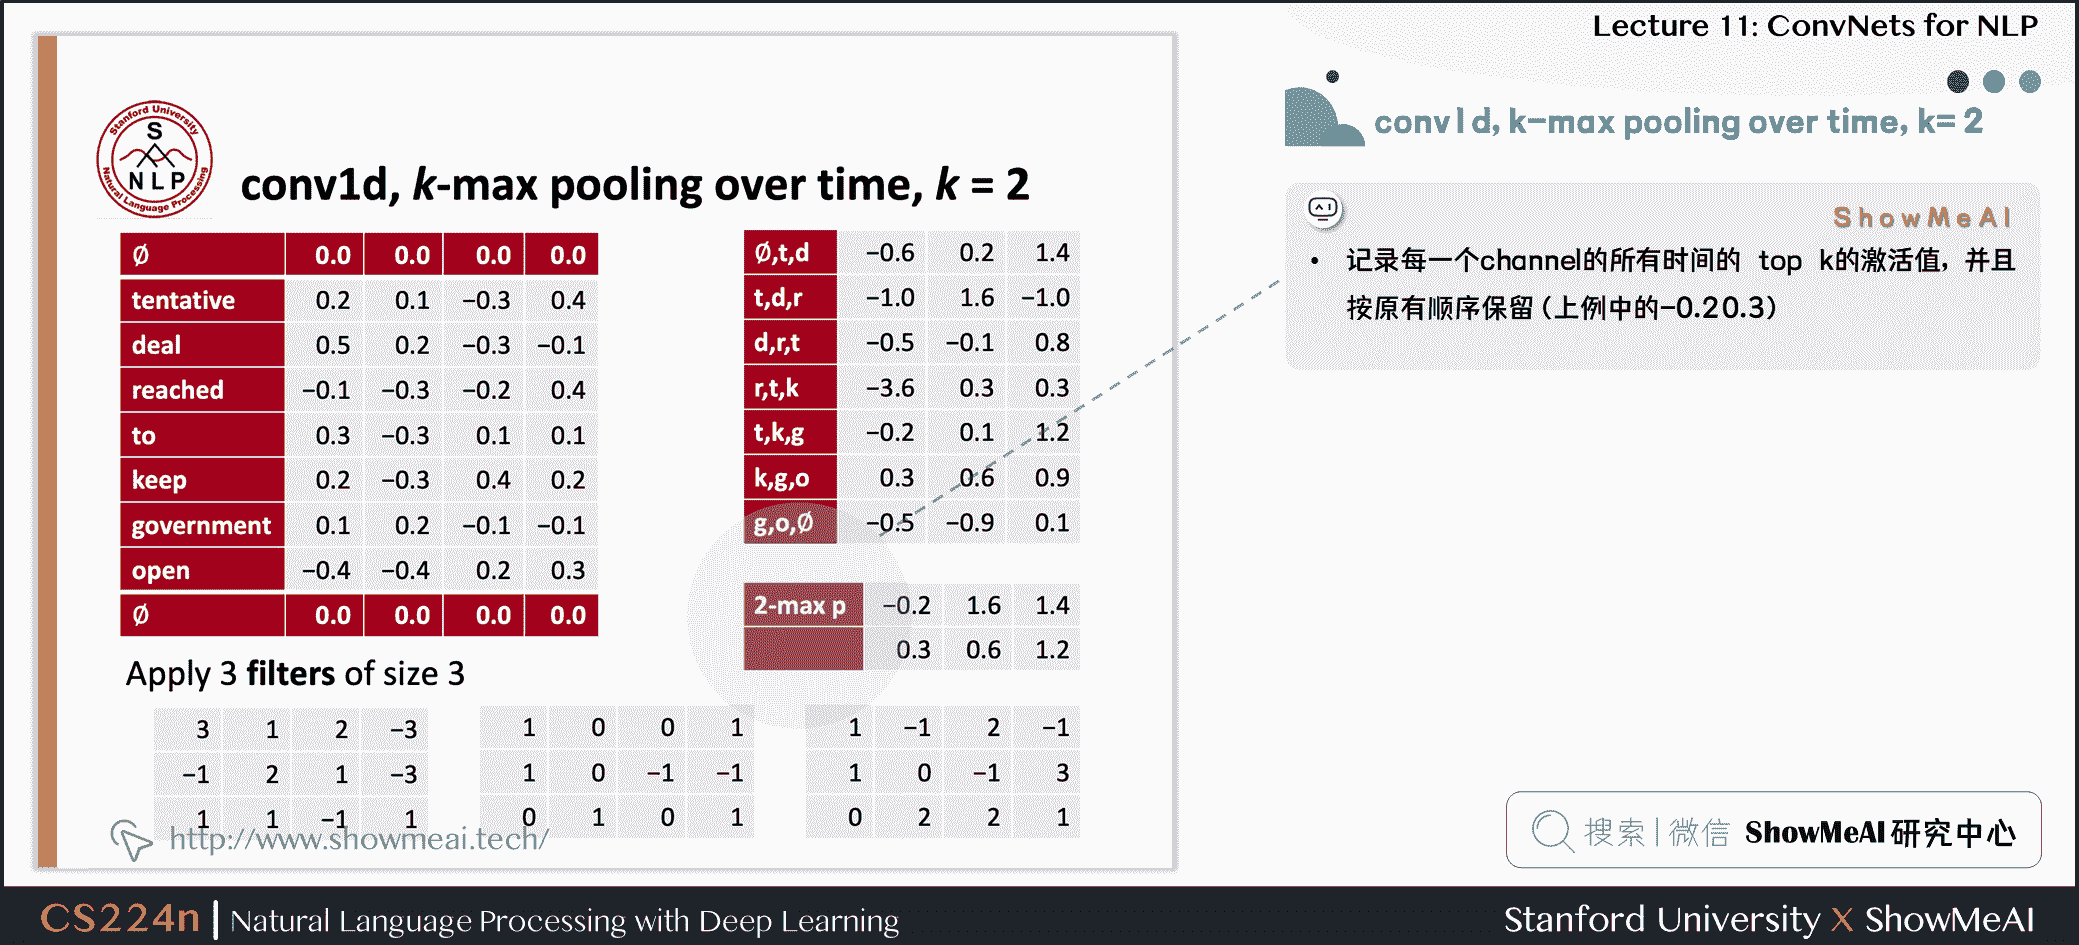 Lecture 11: ConvNets for NLP
Stanford University
S
N L P
Natural Language Processing
conv1d, k-max pooling over time, k = 2
Ø 0.0 0.0 0.0 0.0
tentative 0.2 0.1 −0.3 0.4
deal 0.5 0.2 −0.3 −0.1
reached −0.1 −0.3 −0.2 0.4
to 0.3 −0.3 0.1 0.1
keep 0.2 −0.3 0.4 0.2
government 0.1 0.2 −0.1 −0.1
open −0.4 −0.4 0.2 0.3
Ø 0.0 0.0 0.0 0.0
Ø,t,d −0.6 0.2 1.4
t,d,r −1.0 1.6 −1.0
d,r,t −0.5 −0.1 0.8
r,t,k −3.6 0.3 0.3
t,k,g −0.2 0.1 1.2
k,g,o 0.3 0.6 0.9
g,o,Ø −0.5 −0.9 0.1
2-max p −0.2 1.6 1.4
0.3 0.6 1.2
Apply 3 filters of size 3
3 1 2 −3
−1 2 1 −3
1 1 −1 1
1 0 0 1
1 0 −1 −1
0 1 0 1
1 −1 2 −1
1 0 −1 3
0 2 2 1
http://www.showmeai.tech/
conv1d, k-max pooling over time, k= 2
ShowMeAI
• 记录每一个channel的所有时间的 top k的激活值，并且
按原有顺序保留（上例中的-0.20.3）
搜索|微信 ShowMeAI研究中心
CS224n | Natural Language Processing with Deep Learning
Stanford University X ShowMeAI